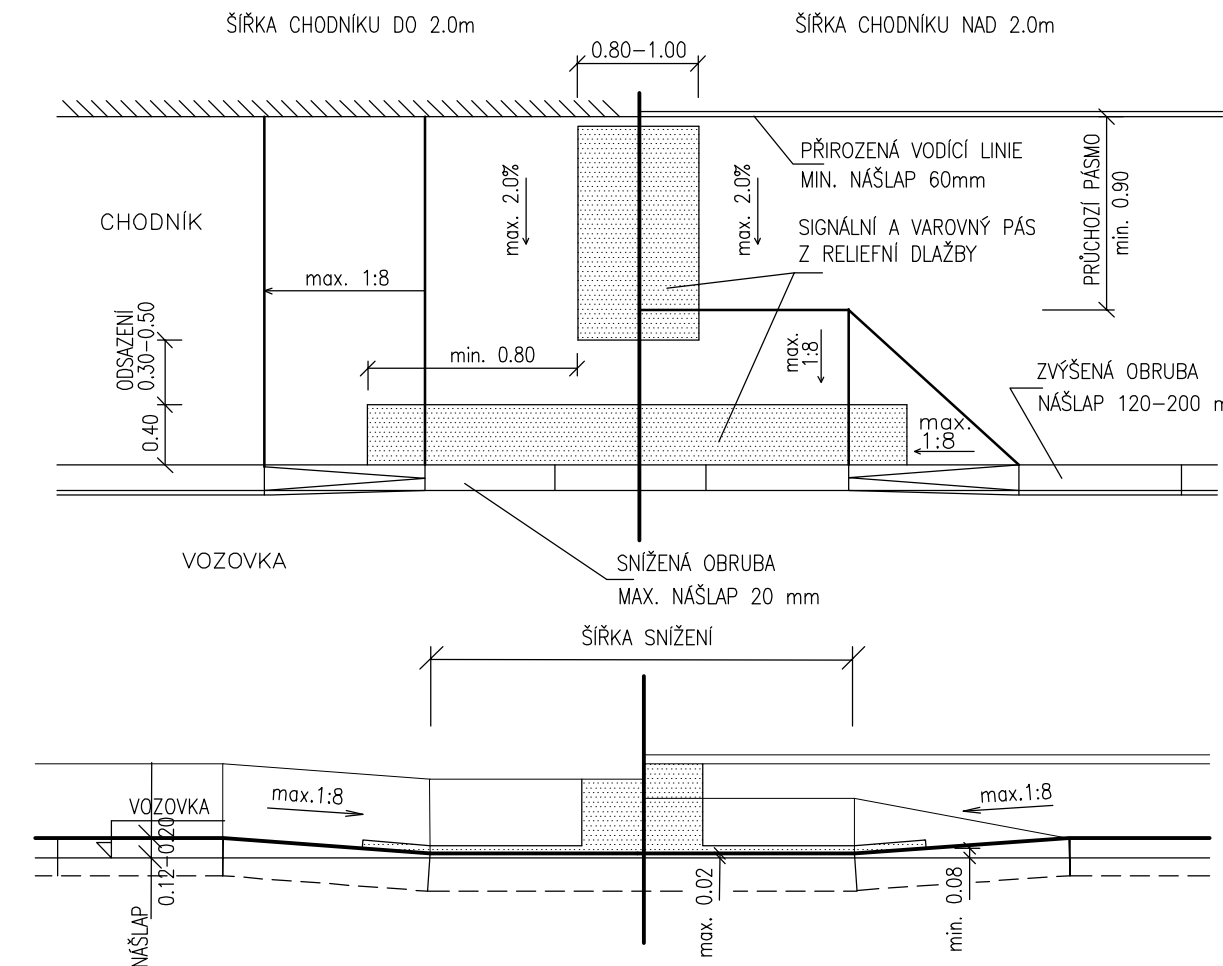 ŠÍŘKA CHODNÍKU DO 2.0m
ŠÍŘKA CHODNÍKU NAD 2.0m
0.80–1.00
PŘIROZENÁ VODÍCÍ LINIE
MIN. NÁŠLAP 60mm
max. 2.0%
max. 2.0%
PRŮCHOZÍ PÁSMO
min. 0.90
CHODNÍK
SIGNÁLNÍ A VAROVNÝ PÁS
Z RELIEFNÍ DLAŽBY
max. 1:8
ODSAZENÍ
0.30–0.50
min. 0.80
max.
1:8
ZVÝŠENÁ OBRUBA
NÁŠLAP 120–200 m
0.40
max.
1:8
VOZOVKA
SNÍŽENÁ OBRUBA
MAX. NÁŠLAP 20 mm
ŠÍŘKA SNÍŽENÍ
max.1:8
max.1:8
VOZOVKA
NÁŠLAP
0.12–0.20
max. 0.02
min. 0.08